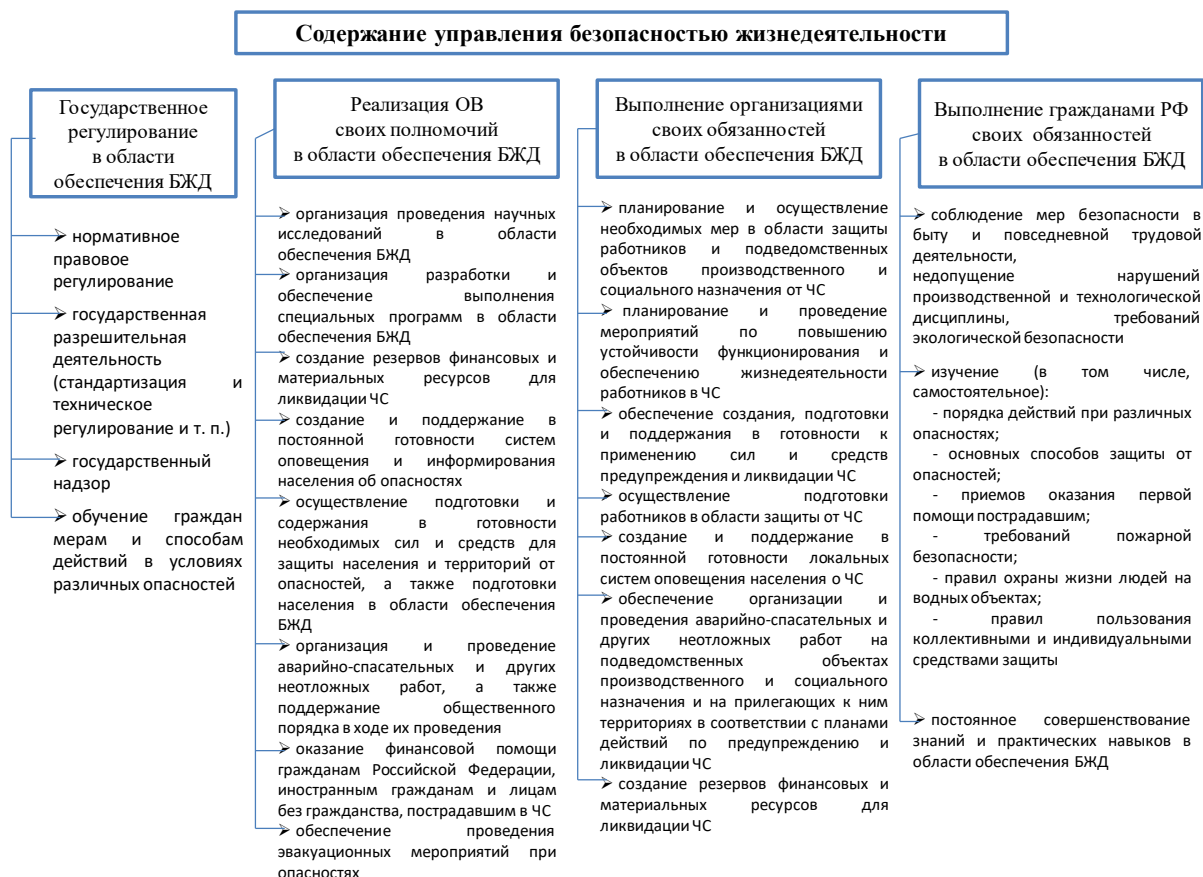 Содержание управления безопасностью жизнедеятельности
Государственное
регулирование
в области
обеспечения БЖД
➢ нормативное
правовое
регулирование
➢ государственная
разрешительная
деятельность
(стандартизация и
техническое
регулирование и т. п.)
➢ государственный
надзор
➢ обучение граждан
мерам и способам
действий в условиях
различных опасностей
Реализация ОВ
своих полномочий
в области обеспечения БЖД
➢ организация проведения научных
исследований в области
обеспечения БЖД
➢ организация разработки и
обеспечение выполнения
специальных программ в области
обеспечения БЖД
➢ создание резервов финансовых и
материальных ресурсов для
ликвидации ЧС
➢ создание и поддержание в
постоянной готовности систем
оповещения и информирования
населения об опасностях
➢ осуществление подготовки и
содержания в готовности
необходимых сил и средств для
защиты населения и территорий от
опасностей, а также подготовки
населения в области обеспечения
БЖД
➢ организация и проведение
аварийно-спасательных и других
неотложных работ, а также
поддержание общественного
порядка в ходе их проведения
➢ оказание финансовой помощи
гражданам Российской Федерации,
иностранным гражданам и лицам
без гражданства, пострадавшим в ЧС
➢ обеспечение проведения
эвакуационных мероприятий при
опасностях
Выполнение организациями
своих обязанностей
в области обеспечения БЖД
➢ планирование и осуществление
необходимых мер в области защиты
работников и подведомственных
объектов производственного и
социального назначения от ЧС
➢ планирование и проведение
мероприятий по повышению
устойчивости функционирования и
обеспечению жизнедеятельности
работников в ЧС
➢ обеспечение создания, подготовки
и поддержания в готовности к
применению сил и средств
предупреждения и ликвидации ЧС
➢ осуществление подготовки
работников в области защиты от ЧС
➢ создание и поддержание в
постоянной готовности локальных
систем оповещения населения о ЧС
➢ обеспечение организации и
проведения аварийно-спасательных и
других неотложных работ на
подведомственных объектах
производственного и социального
назначения и на прилегающих к ним
территориях в соответствии с планами
действий по предупреждению и
ликвидации ЧС
➢ создание резервов финансовых и
материальных ресурсов для
ликвидации ЧС
Выполнение гражданами РФ
своих обязанностей
в области обеспечения БЖД
➢ соблюдение мер безопасности в
быту и повседневной трудовой
деятельности,
недопущение нарушений
производственной и технологической
дисциплины, требований
экологической безопасности
➢ изучение (в том числе,
самостоятельное):
- порядка действий при различных
опасностях;
- основных способов защиты от
опасностей;
- приемов оказания первой
помощи пострадавшим;
- требований пожарной
безопасности;
- правил охраны жизни людей на
водных объектах;
- правил пользования
коллективными и индивидуальными
средствами защиты
➢ постоянное совершенствование
знаний и практических навыков в
области обеспечения БЖД